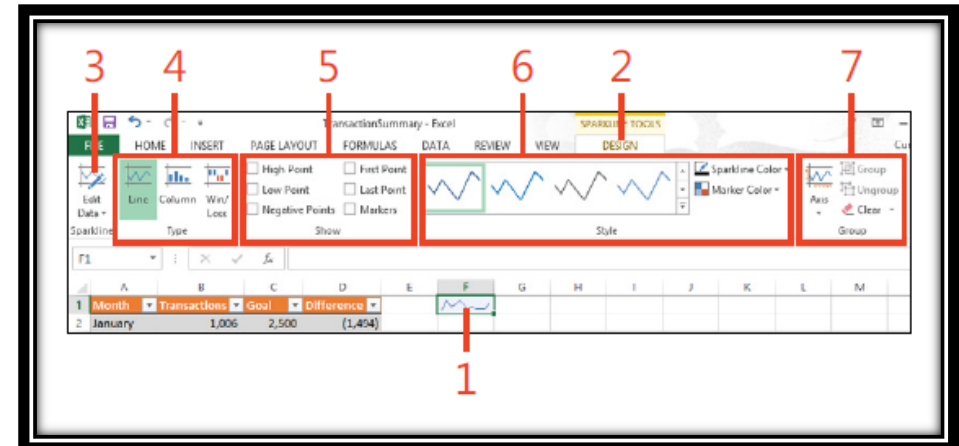 3 4 5 6 2 7
TransactionSummary - Excel SPARKLINE TOOLS
FILE HOME INSERT PAGE LAYOUT FORMULAS DATA REVIEW VIEW DESIGN Cur
Edit Data Line Column Win/ Loss
High Point First Point
Low Point Last Point
Negative Points Markers
Sparkline Color
Marker Color
Axis Group
Ungroup
Clear
Sparkline Type Show Style Group
F1 fx
A B C D E F G H I J K L M
1 Month Transactions Goal Difference
2 January 1,006 2,500 (1,494)
1